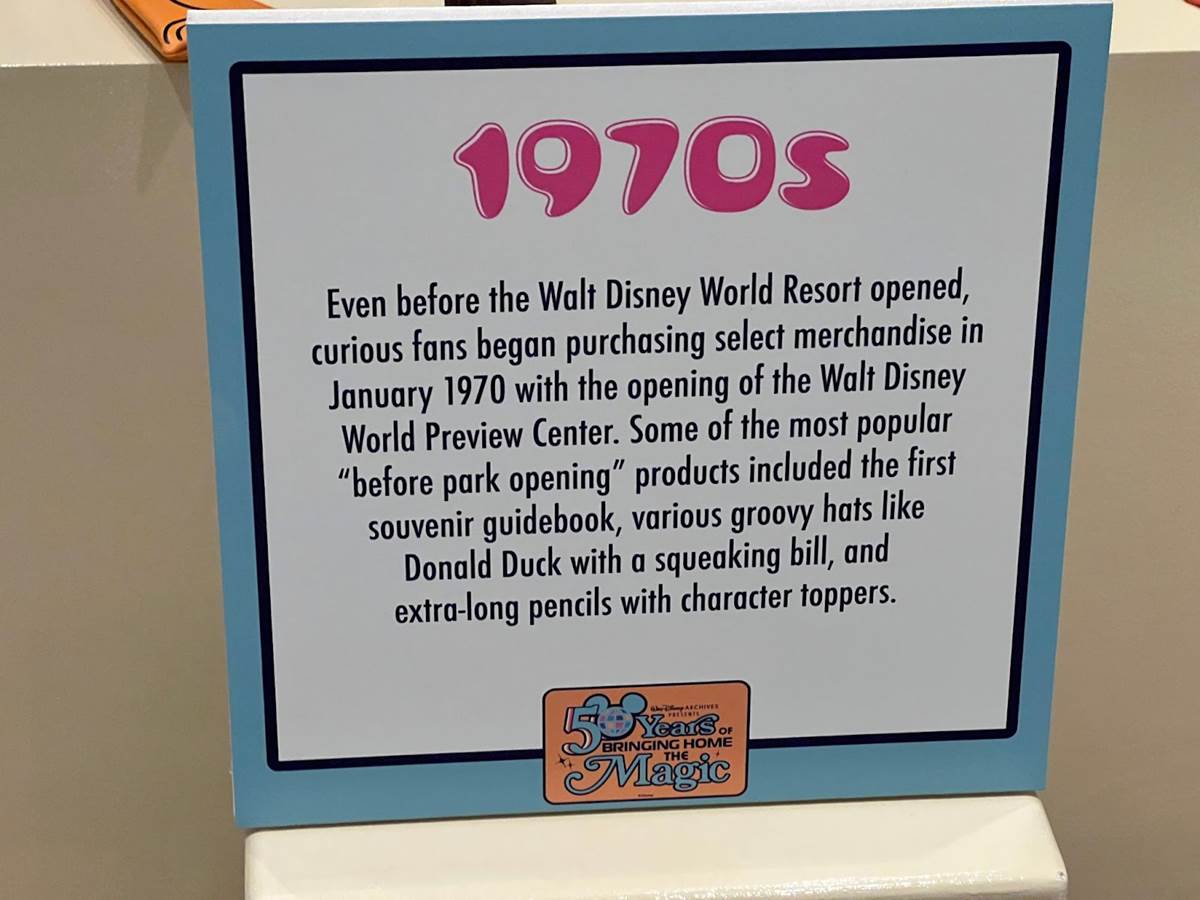 1970s
Even before the Walt Disney World Resort opened,
curious fans began purchasing select merchandise in
January 1970 with the opening of the Walt Disney
World Preview Center. Some of the most popular
“before park opening” products included the first
souvenir guidebook, various groovy hats like
Donald Duck with a squeaking bill, and
extra-long pencils with character toppers.
Walt Disney ARCHIVES
PRESENTS
50 Years OF
BRINGING HOME
THE
Magic